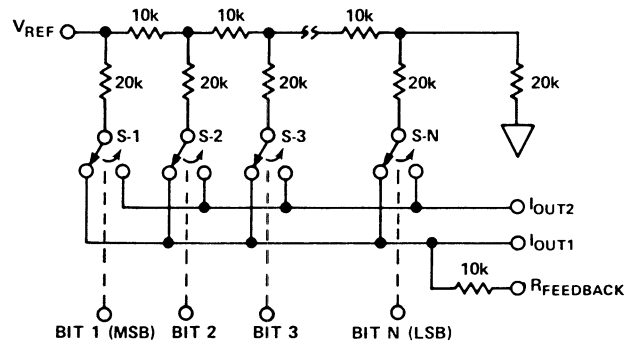 VREF 10k 10k 10k
20k 20k 20k 20k 20k
S-1 S-2 S-3 S-N
IOUT2
IOUT1
10k
RFEEDBACK
BIT 1 (MSB) BIT 2 BIT 3 BIT N (LSB)